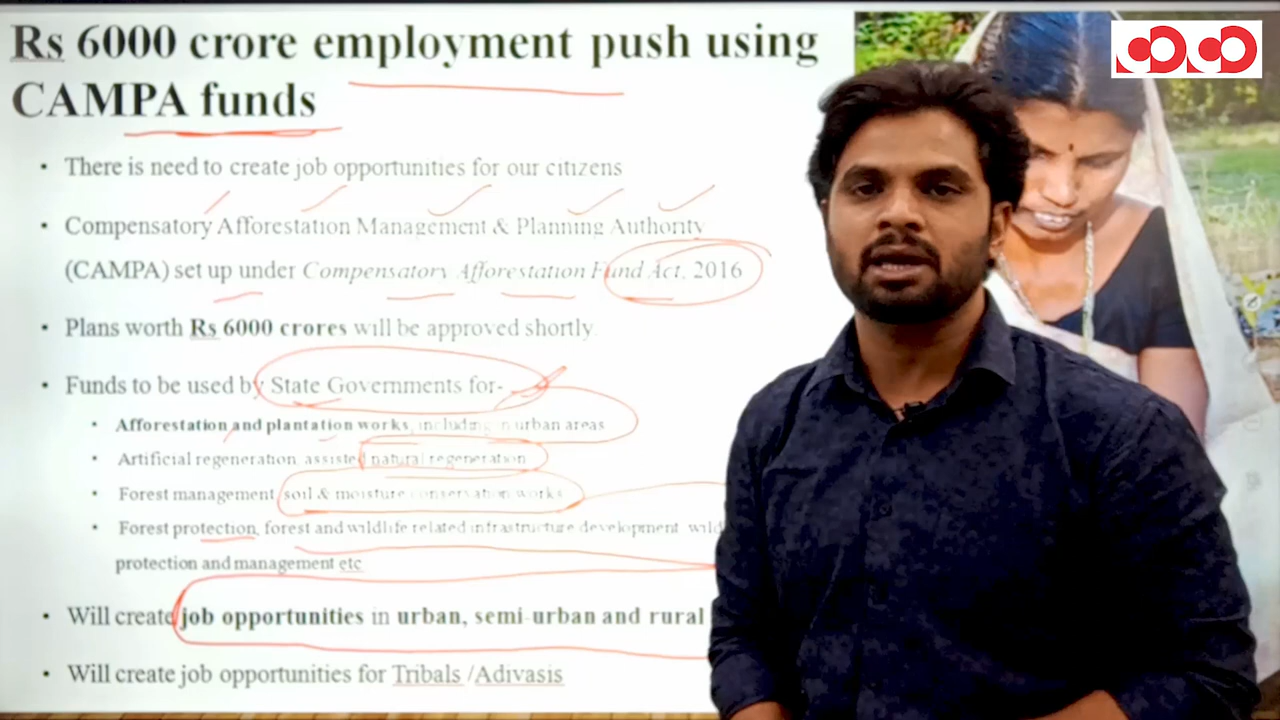 Rs 6000 crore employment push using
CAMPA funds
• There is need to create job opportunities for our citizens
• Compensatory Afforestation Management & Planning Authority
(CAMPA) set up under Compensatory Afforestation Fund Act, 2016
• Plans worth Rs 6000 crores will be approved shortly.
• Funds to be used by State Governments for-
• Afforestation and plantation works, including in urban areas
• Artificial regeneration, assisted natural regeneration
• Forest management, soil & moisture conservation works
• Forest protection, forest and wildlife related infrastructure development,
protection and management etc
• Will create job opportunities in urban, semi-urban and rural
• Will create job opportunities for Tribals /Adivasis